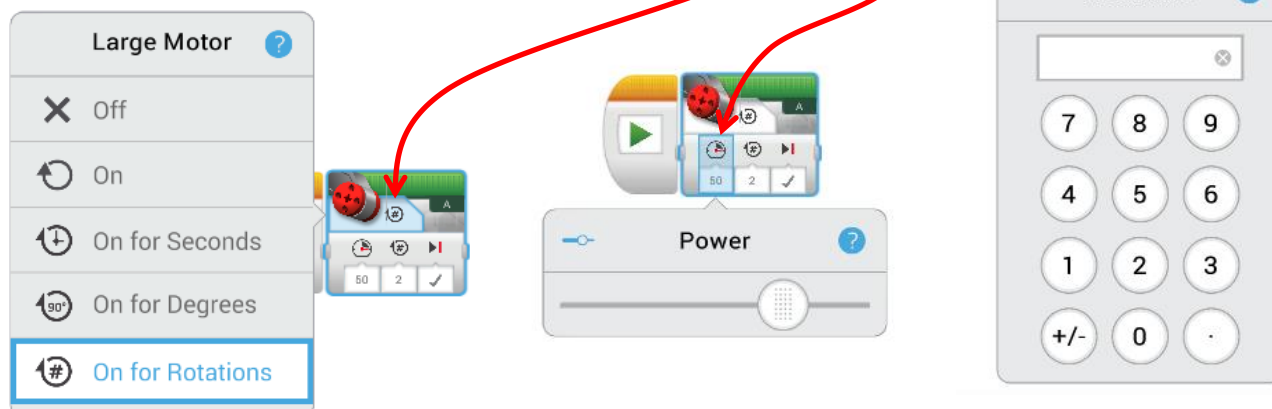 Large Motor ?
Off
On
On for Seconds
90° On for Degrees
# On for Rotations
#
A
#
50 2
#
A
#
50 2
Power ?
7 8 9
4 5 6
1 2 3
+/- 0 .